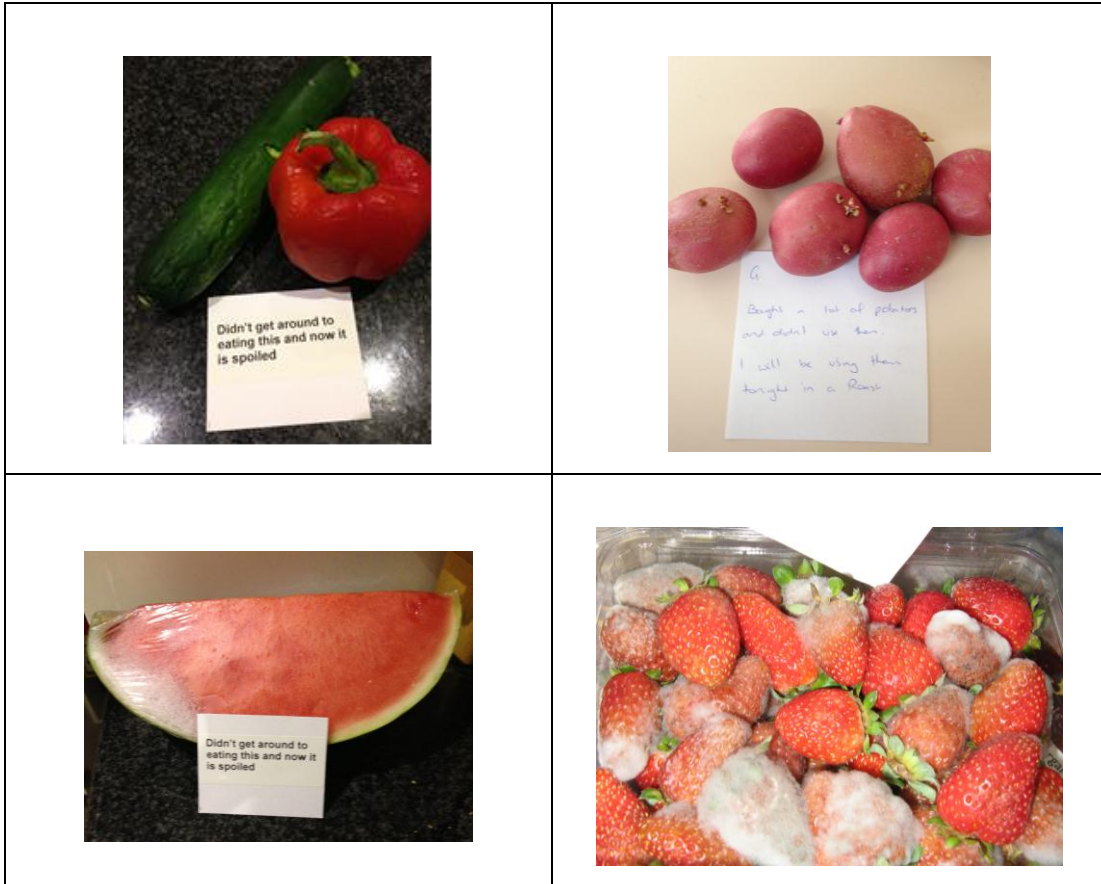 Didn't get around to
eating this and now it
is spoiled
G
Bought a lot of potatoes
and didnt use them.
I will be using them
tonight in a Roast
Didn't get around to
eating this and now it
is spoiled